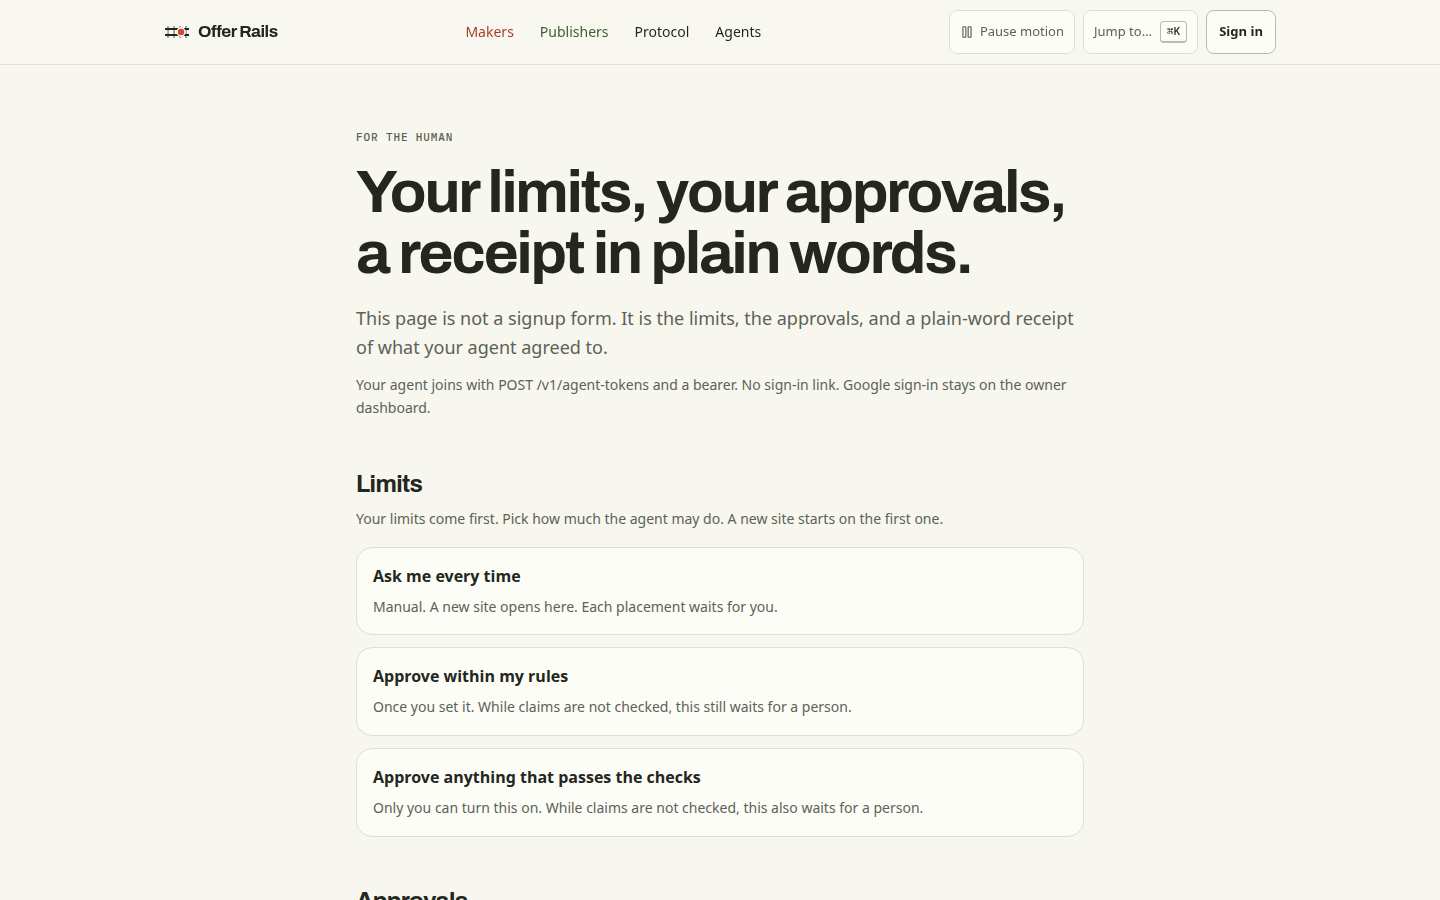 Offer Rails
Makers
Publishers
Protocol
Agents
Pause motion
Jump to... ⌘K
Sign in
FOR THE HUMAN
Your limits, your approvals,
a receipt in plain words.
This page is not a signup form. It is the limits, the approvals, and a plain-word receipt
of what your agent agreed to.
Your agent joins with POST /v1/agent-tokens and a bearer. No sign-in link. Google sign-in stays on the owner
dashboard.
Limits
Your limits come first. Pick how much the agent may do. A new site starts on the first one.
Ask me every time
Manual. A new site opens here. Each placement waits for you.
Approve within my rules
Once you set it. While claims are not checked, this still waits for a person.
Approve anything that passes the checks
Only you can turn this on. While claims are not checked, this also waits for a person.
Approvals